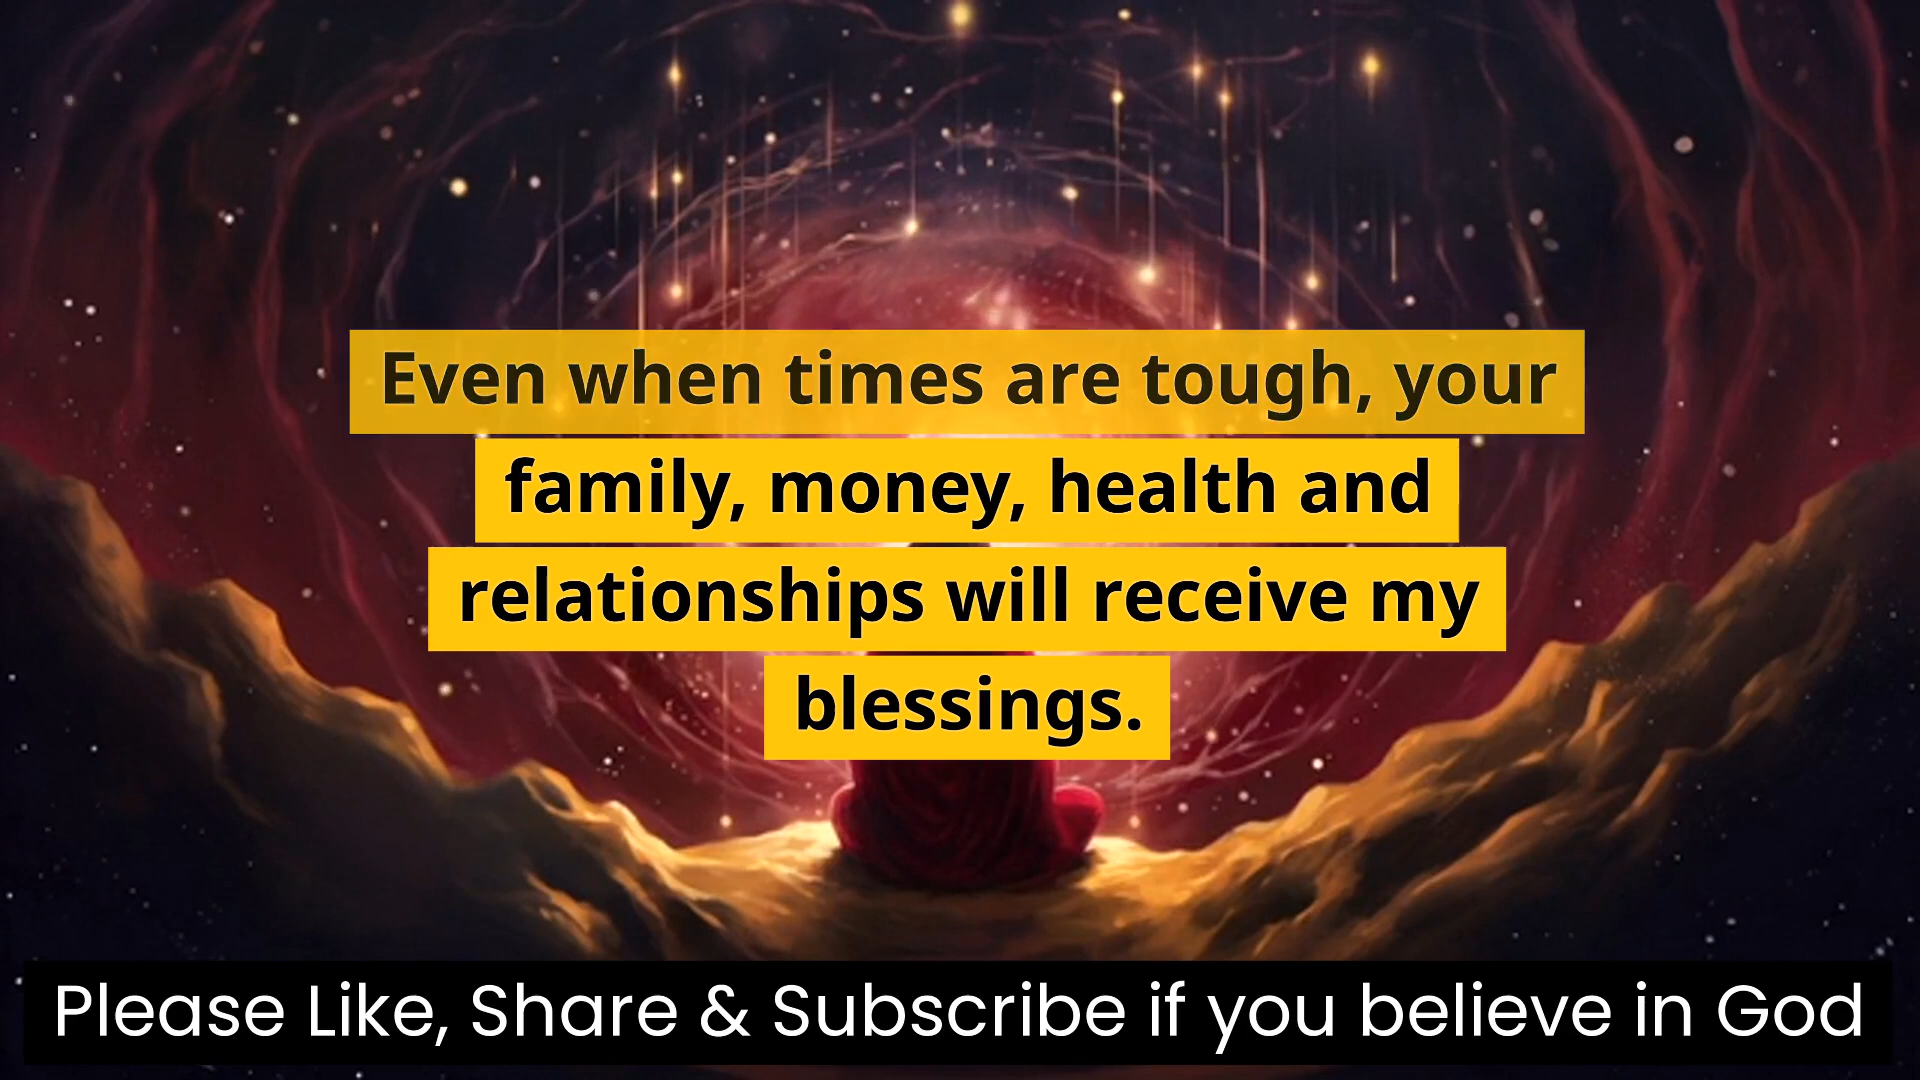 Even when times are tough, your
family, money, health and
relationships will receive my
blessings.
Please Like, Share & Subscribe if you believe in God